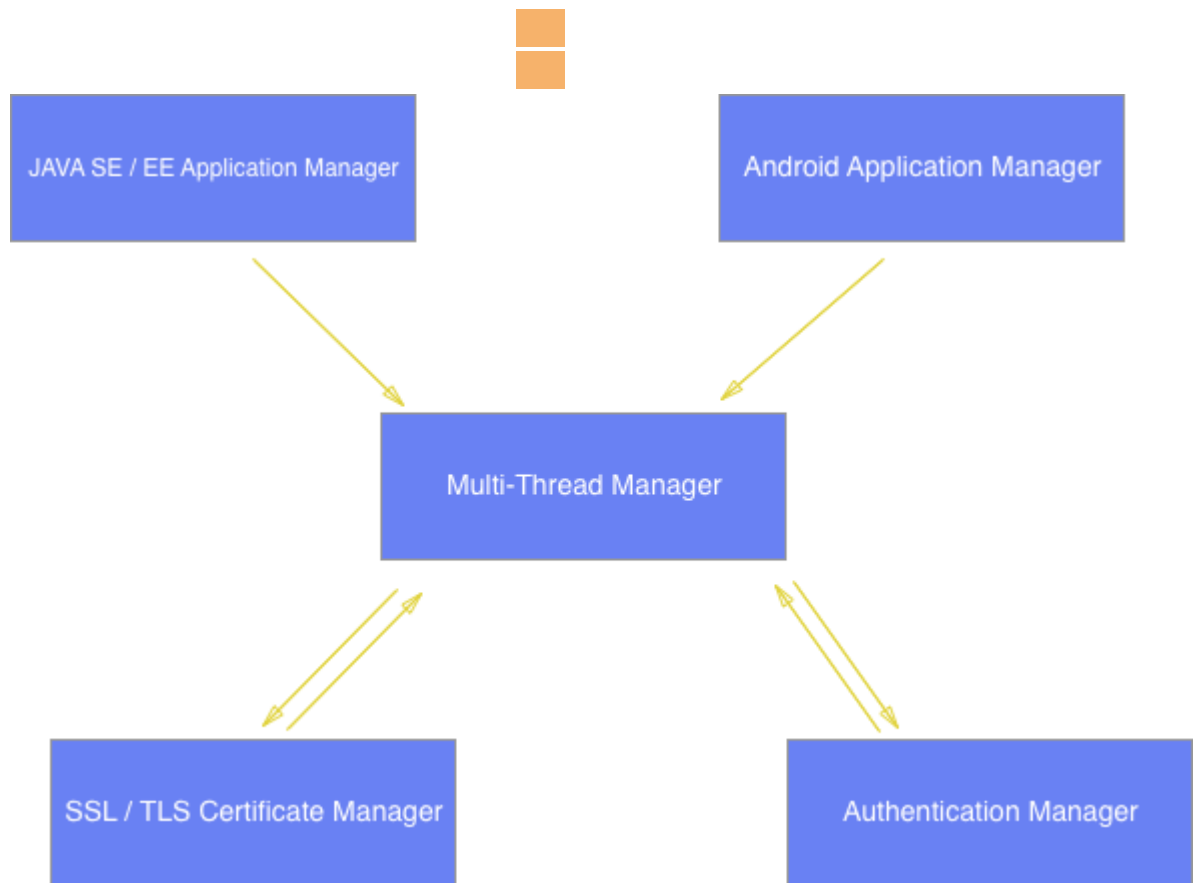 JAVA SE / EE Application Manager
Android Application Manager
Multi-Thread Manager
SSL / TLS Certificate Manager
Authentication Manager